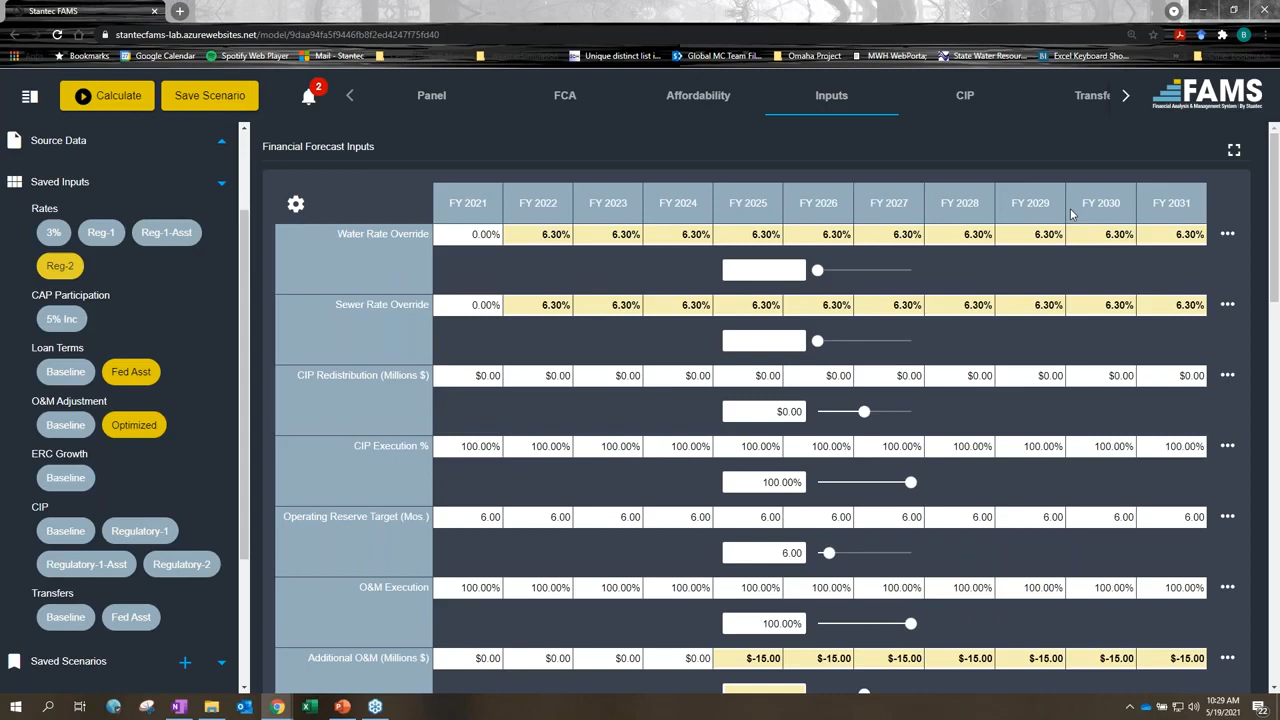 Stantec FAMS
stantecfams-lab.azurewebsites.net/model/9daa94fa5f9446fb8f2ed4247f75fd40
B
Bookmarks
Google Calendar
Spotify Web Player
Mail - Stantec
Unique distinct list i...
Global MC Team Fil...
Omaha Project
MWH WebPortal
State Water Resour...
Excel Keyboard Sho...
Calculate
Save Scenario
2
Panel
FCA
Affordability
Inputs
CIP
Transfe
FAMS
Financial Analysis & Management System | By Stantec
Source Data
Saved Inputs
Rates
3% Reg-1 Reg-1-Asst
Reg-2
CAP Participation
5% Inc
Loan Terms
Baseline Fed Asst
O&M Adjustment
Baseline Optimized
ERC Growth
Baseline
CIP
Baseline Regulatory-1
Regulatory-1-Asst Regulatory-2
Transfers
Baseline Fed Asst
Saved Scenarios
Financial Forecast Inputs
FY 2021 FY 2022 FY 2023 FY 2024 FY 2025 FY 2026 FY 2027 FY 2028 FY 2029 FY 2030 FY 2031
Water Rate Override 0.00% 6.30% 6.30% 6.30% 6.30% 6.30% 6.30% 6.30% 6.30% 6.30% 6.30%
Sewer Rate Override 0.00% 6.30% 6.30% 6.30% 6.30% 6.30% 6.30% 6.30% 6.30% 6.30% 6.30%
CIP Redistribution (Millions $) $0.00 $0.00 $0.00 $0.00 $0.00 $0.00 $0.00 $0.00 $0.00 $0.00 $0.00
$0.00
CIP Execution % 100.00% 100.00% 100.00% 100.00% 100.00% 100.00% 100.00% 100.00% 100.00% 100.00% 100.00%
100.00%
Operating Reserve Target (Mos.) 6.00 6.00 6.00 6.00 6.00 6.00 6.00 6.00 6.00 6.00 6.00
6.00
O&M Execution 100.00% 100.00% 100.00% 100.00% 100.00% 100.00% 100.00% 100.00% 100.00% 100.00% 100.00%
100.00%
Additional O&M (Millions $) $0.00 $0.00 $0.00 $0.00 $-15.00 $-15.00 $-15.00 $-15.00 $-15.00 $-15.00 $-15.00
10:29 AM
5/19/2021
22